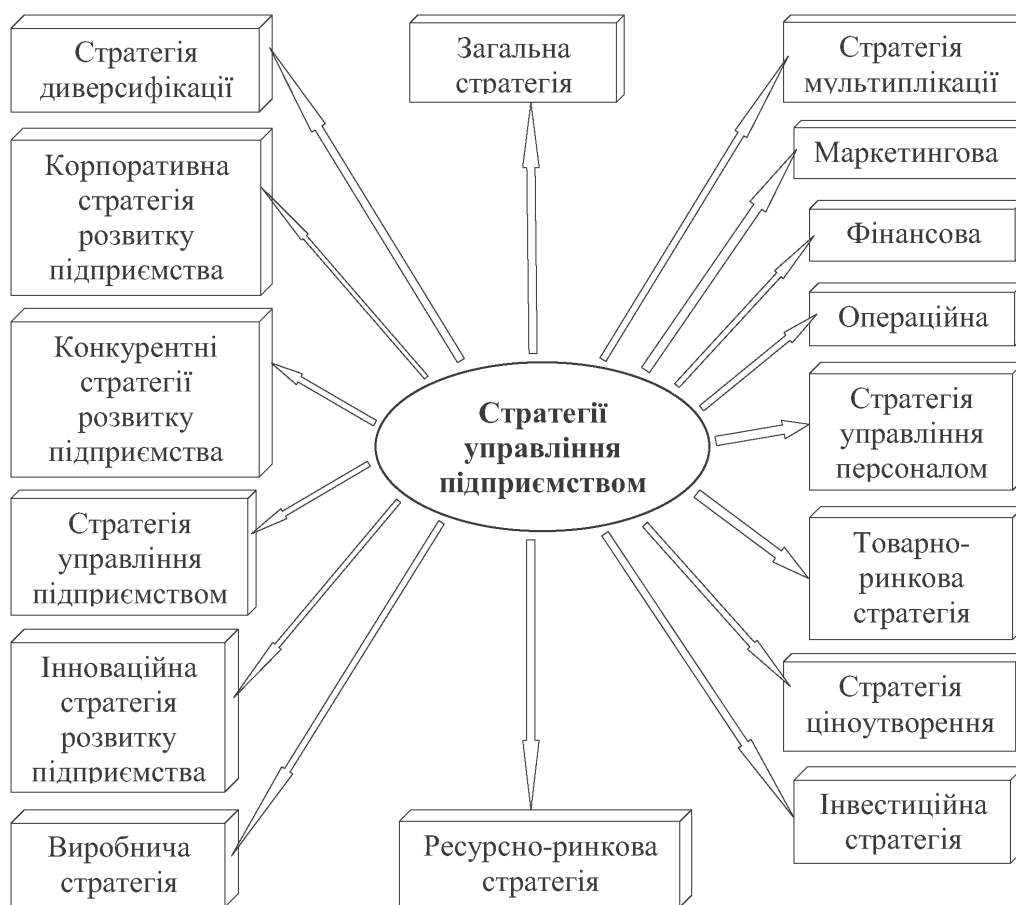 Стратегія
диверсифікації
Загальна
стратегія
Стратегія
мультиплікації
Корпоративна
стратегія
розвитку
підприємства
Маркетингова
Фінансова
Операційна
Конкурентні
стратегії
розвитку
підприємства
Стратегії
управління
підприємством
Стратегія
управління
персоналом
Стратегія
управління
підприємством
Товарно-
ринкова
стратегія
Інноваційна
стратегія
розвитку
підприємства
Стратегія
ціноутворення
Виробнича
стратегія
Ресурсно-ринкова
стратегія
Інвестиційна
стратегія